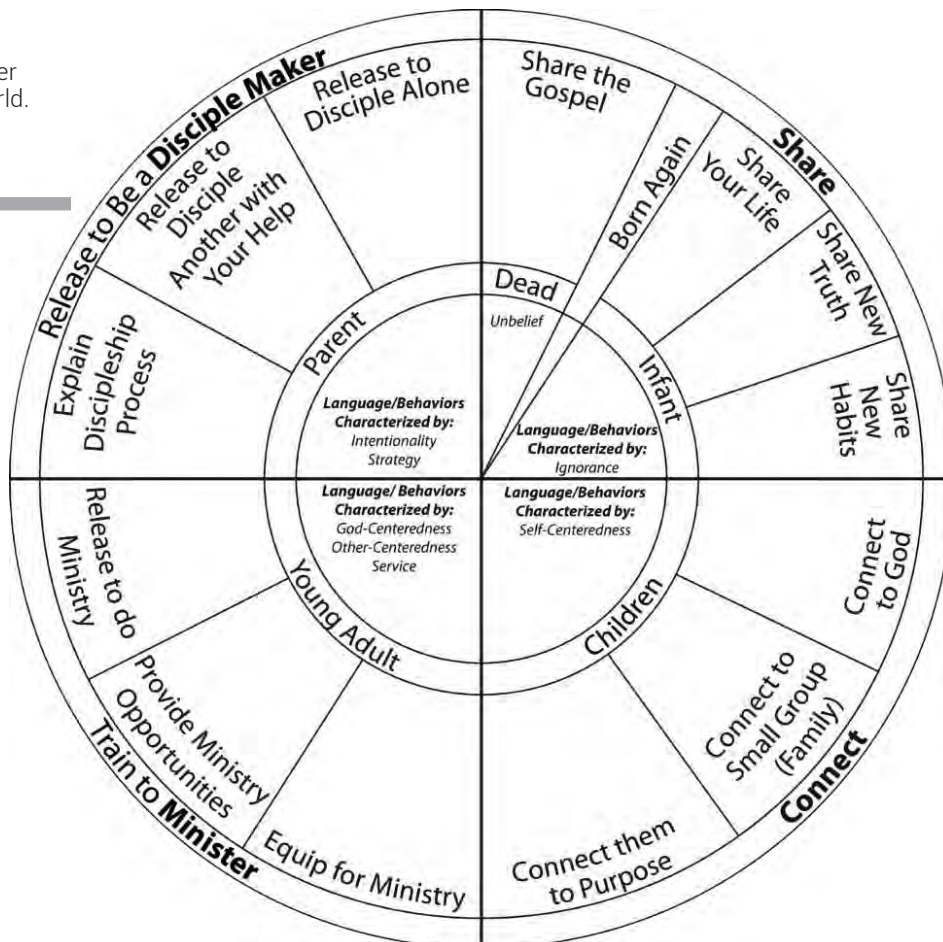 er
rld.
Release to Be a Disciple Maker
Release to
Disciple Alone
Release to
Disciple
Another with
Your Help
Explain
Discipleship
Process
Parent
Language/Behaviors
Characterized by:
Intentionality
Strategy
Share the
Gospel
Born Again
Share
Share
Your Life
Share New
Truth
Share
New
Habits
Dead
Unbelief
Infant
Language/Behaviors
Characterized by:
Ignorance
Language/Behaviors
Characterized by:
Self-Centeredness
Children
Connect
to God
Connect to
Small Group
(Family)
Connect them
to Purpose
Connect
Language/ Behaviors
Characterized by:
God-Centeredness
Other-Centeredness
Service
Young Adult
Equip for Ministry
Provide Ministry
Opportunities
Release to do
Ministry
Train to Minister